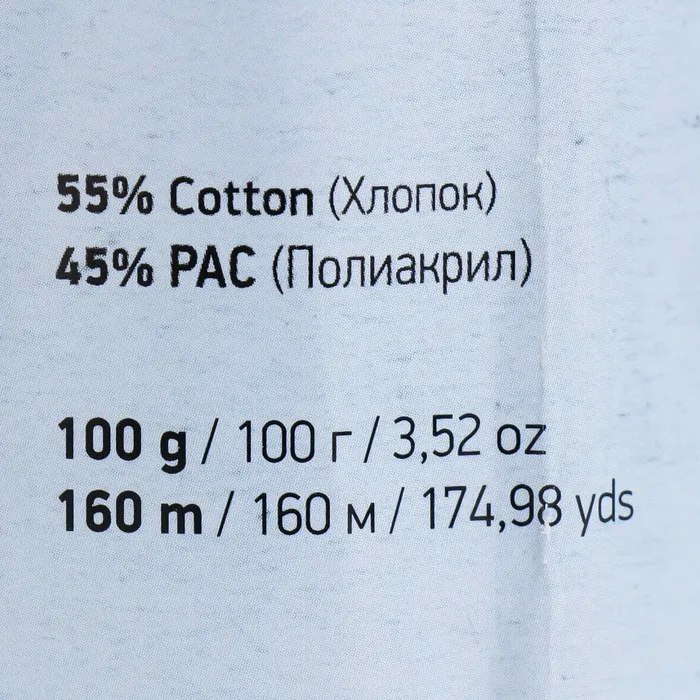 55% Cotton (Хлопок)
45% PAC (Полиакрил)
100 g / 100 г / 3,52 oz
160 m / 160 м / 174,98 yds